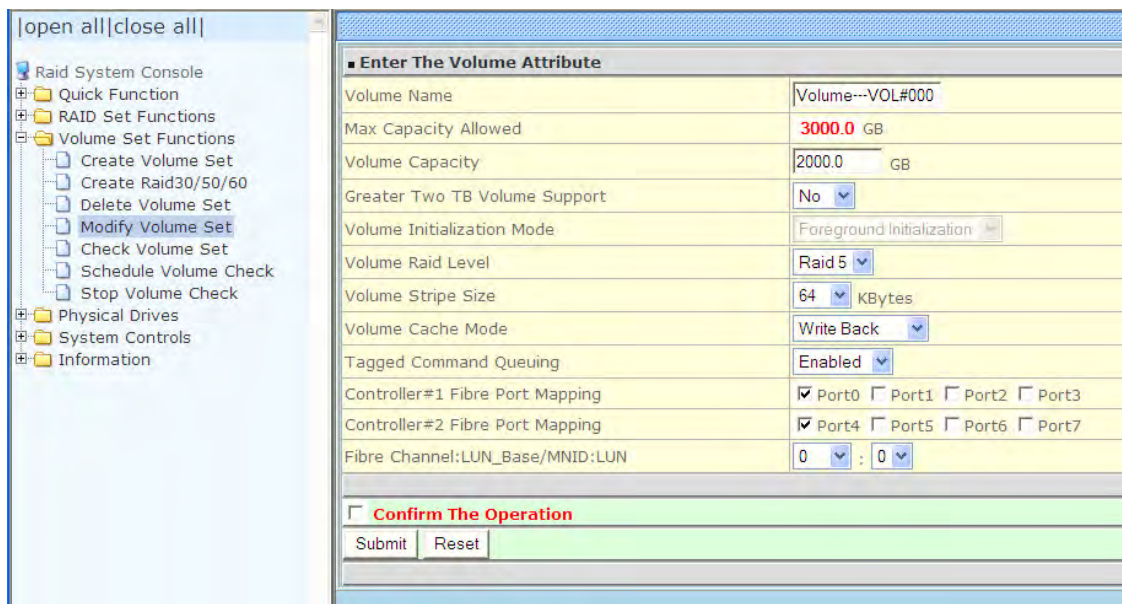 |open all|close all|
Raid System Console
Quick Function
RAID Set Functions
Volume Set Functions
Create Volume Set
Create Raid30/50/60
Delete Volume Set
Modify Volume Set
Check Volume Set
Schedule Volume Check
Stop Volume Check
Physical Drives
System Controls
Information
Enter The Volume Attribute
Volume Name Volume---VOL#000
Max Capacity Allowed 3000.0 GB
Volume Capacity 2000.0 GB
Greater Two TB Volume Support No
Volume Initialization Mode Foreground Initialization
Volume Raid Level Raid 5
Volume Stripe Size 64 KBytes
Volume Cache Mode Write Back
Tagged Command Queuing Enabled
Controller#1 Fibre Port Mapping Port0 Port1 Port2 Port3
Controller#2 Fibre Port Mapping Port4 Port5 Port6 Port7
Fibre Channel:LUN_Base/MNID:LUN 0 : 0
Confirm The Operation
Submit Reset